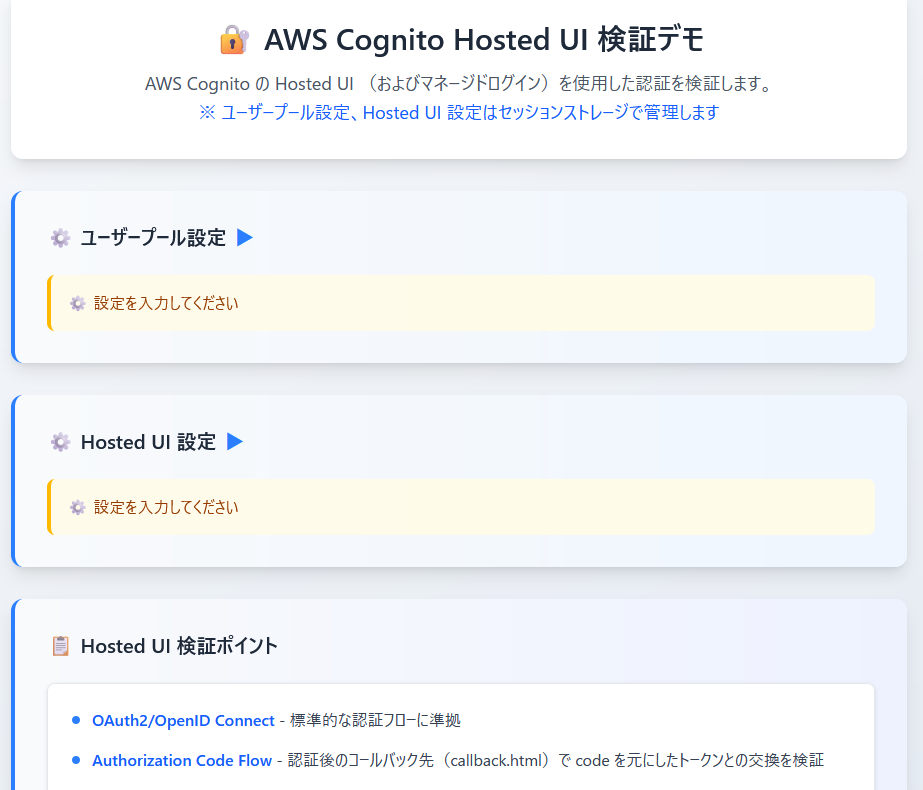 AWS Cognito Hosted UI 検証デモ
AWS Cognito の Hosted UI （およびマネージドログイン）を使用した認証を検証します。
※ ユーザープール設定、Hosted UI 設定はセッションストレージで管理します
ユーザープール設定 ▶
設定を入力してください
Hosted UI 設定 ▶
設定を入力してください
Hosted UI 検証ポイント
OAuth2/OpenID Connect - 標準的な認証フローに準拠
Authorization Code Flow - 認証後のコールバック先（callback.html）で code を元にしたトークンとの交換を検証